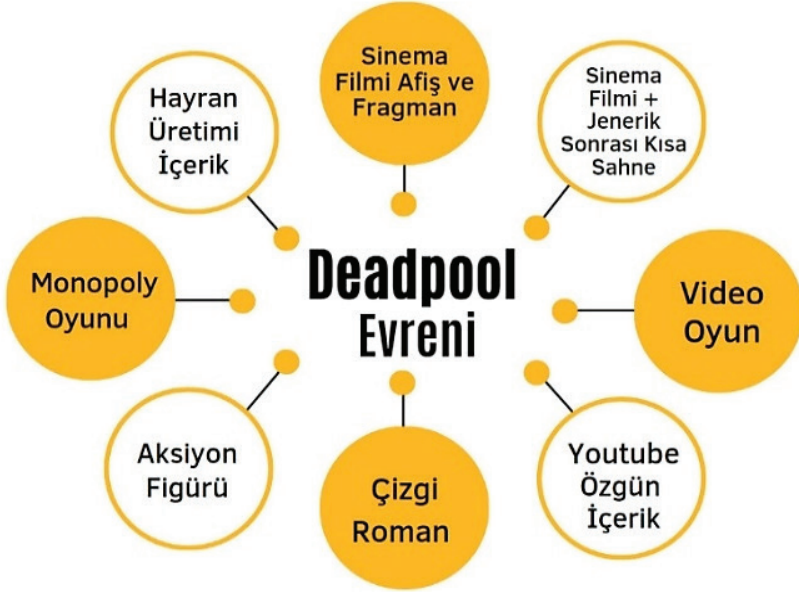 Sinema
Filmi Afiş ve
Fragman
Sinema
Filmi +
Jenerik
Sonrası Kısa
Sahne
Video
Oyun
Youtube
Özgün
İçerik
Çizgi
Roman
Aksiyon
Figürü
Monopoly
Oyunu
Hayran
Üretimi
İçerik
Deadpool
Evreni